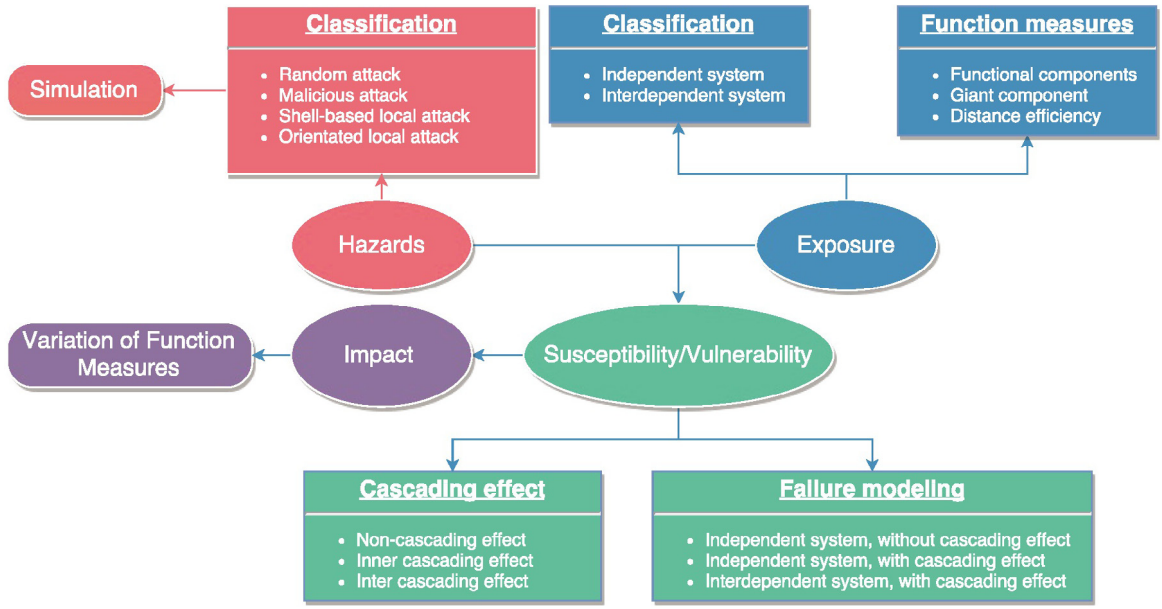 Classification
Random attack
Malicious attack
Shell-based local attack
Orientated local attack
Simulation
Classification
Independent system
Interdependent system
Function measures
Functional components
Giant component
Distance efficiency
Hazards
Exposure
Variation of Function
Measures
Impact
Susceptibility/Vulnerability
Cascading effect
Non-cascading effect
Inner cascading effect
Inter cascading effect
Failure modeling
Independent system, without cascading effect
Independent system, with cascading effect
Interdependent system, with cascading effect